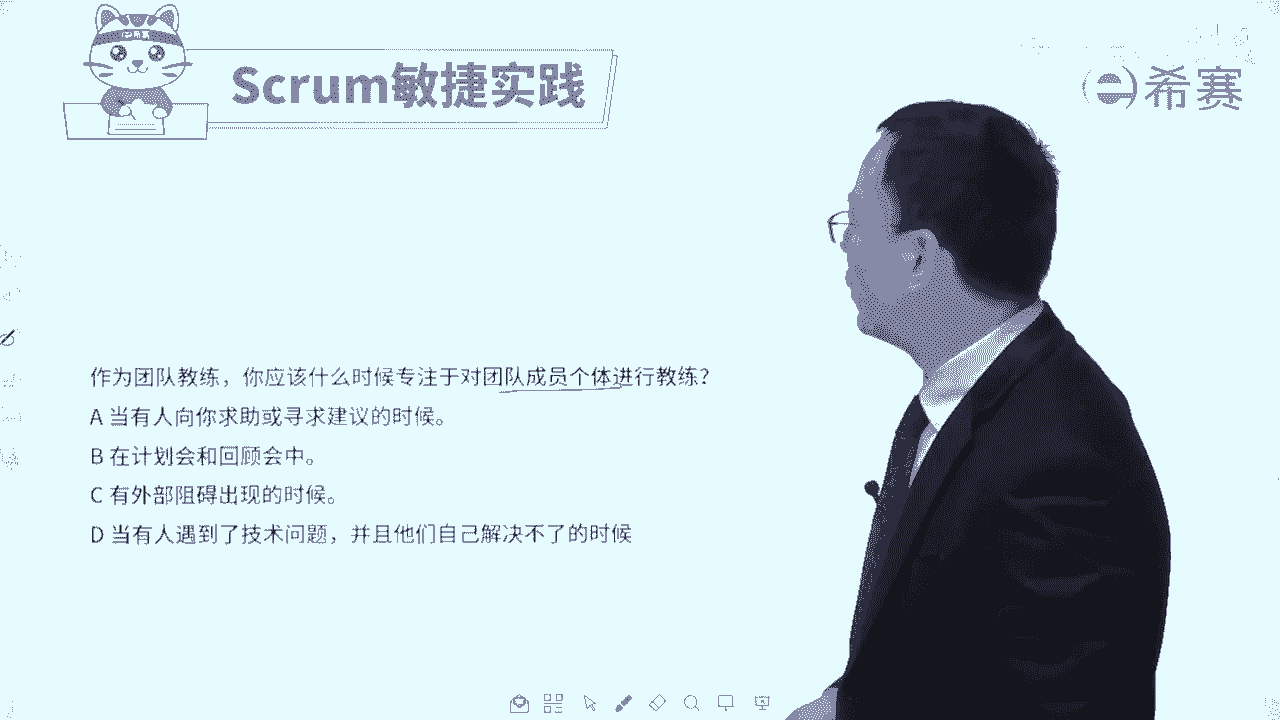 Scrum敏捷实践
希赛
作为团队教练，你应该什么时候专注于对团队成员个体进行教练？
A 当有人向你求助或寻求建议的时候。
B 在计划会和回顾会中。
C 有外部阻碍出现的时候。
D 当有人遇到了技术问题，并且他们自己解决不了的时候